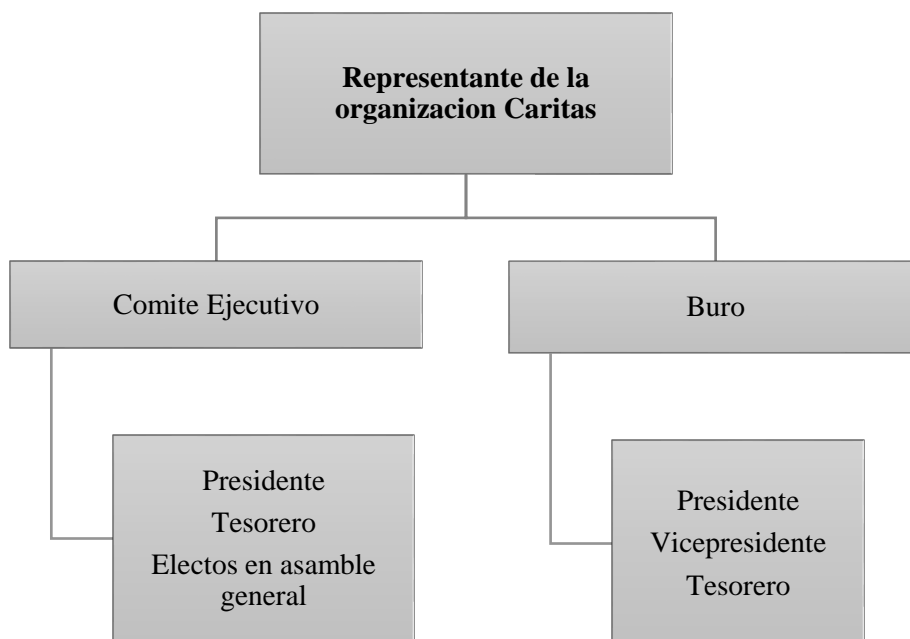 Representante de la
organizacion Caritas
Comite Ejecutivo
Buro
Presidente
Tesorero
Electos en asamble
general
Presidente
Vicepresidente
Tesorero